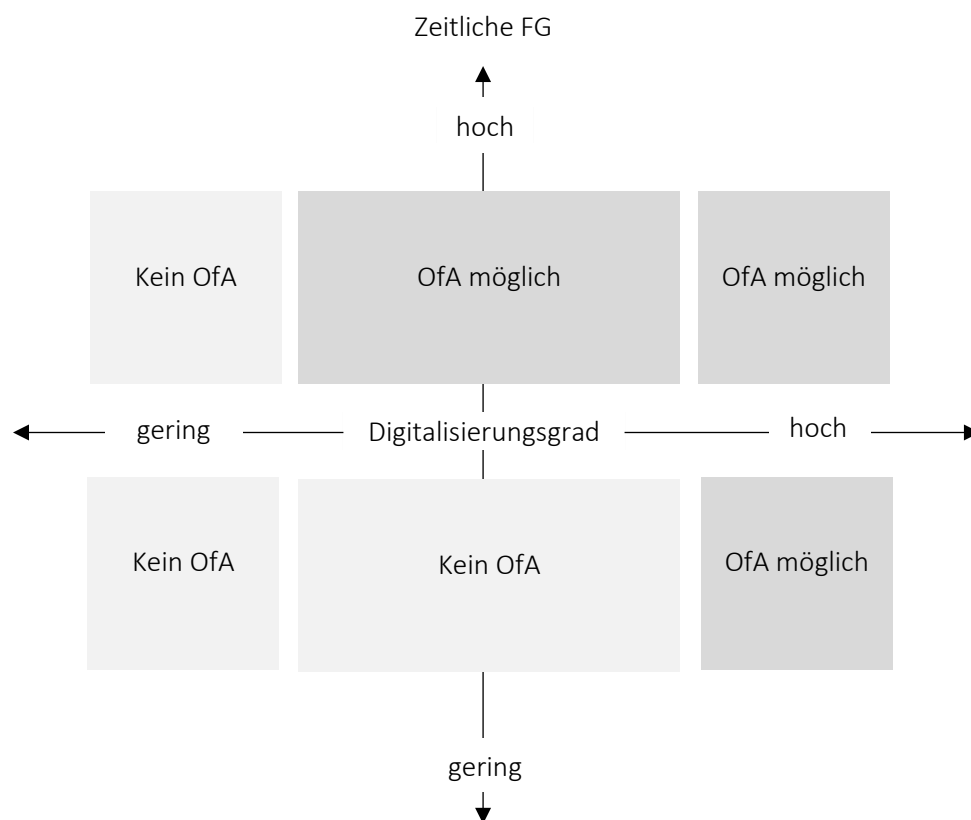 Zeitliche FG
hoch
Kein OfA
OfA möglich
OfA möglich
gering
Digitalisierungsgrad
hoch
Kein OfA
Kein OfA
OfA möglich
gering